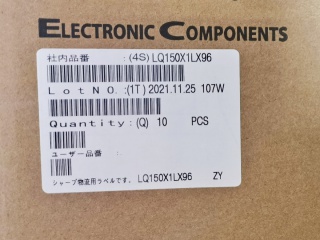 ELECTRONIC COMPONENTS
社内品番 :(4S) LQ150X1LX96
Lot NO. :(1T) 2021.11.25 107W
Quantity: (Q) 10 PCS
ユーザー品番 :
シャープ物流用ラベルです。 LQ150X1LX96 ZY